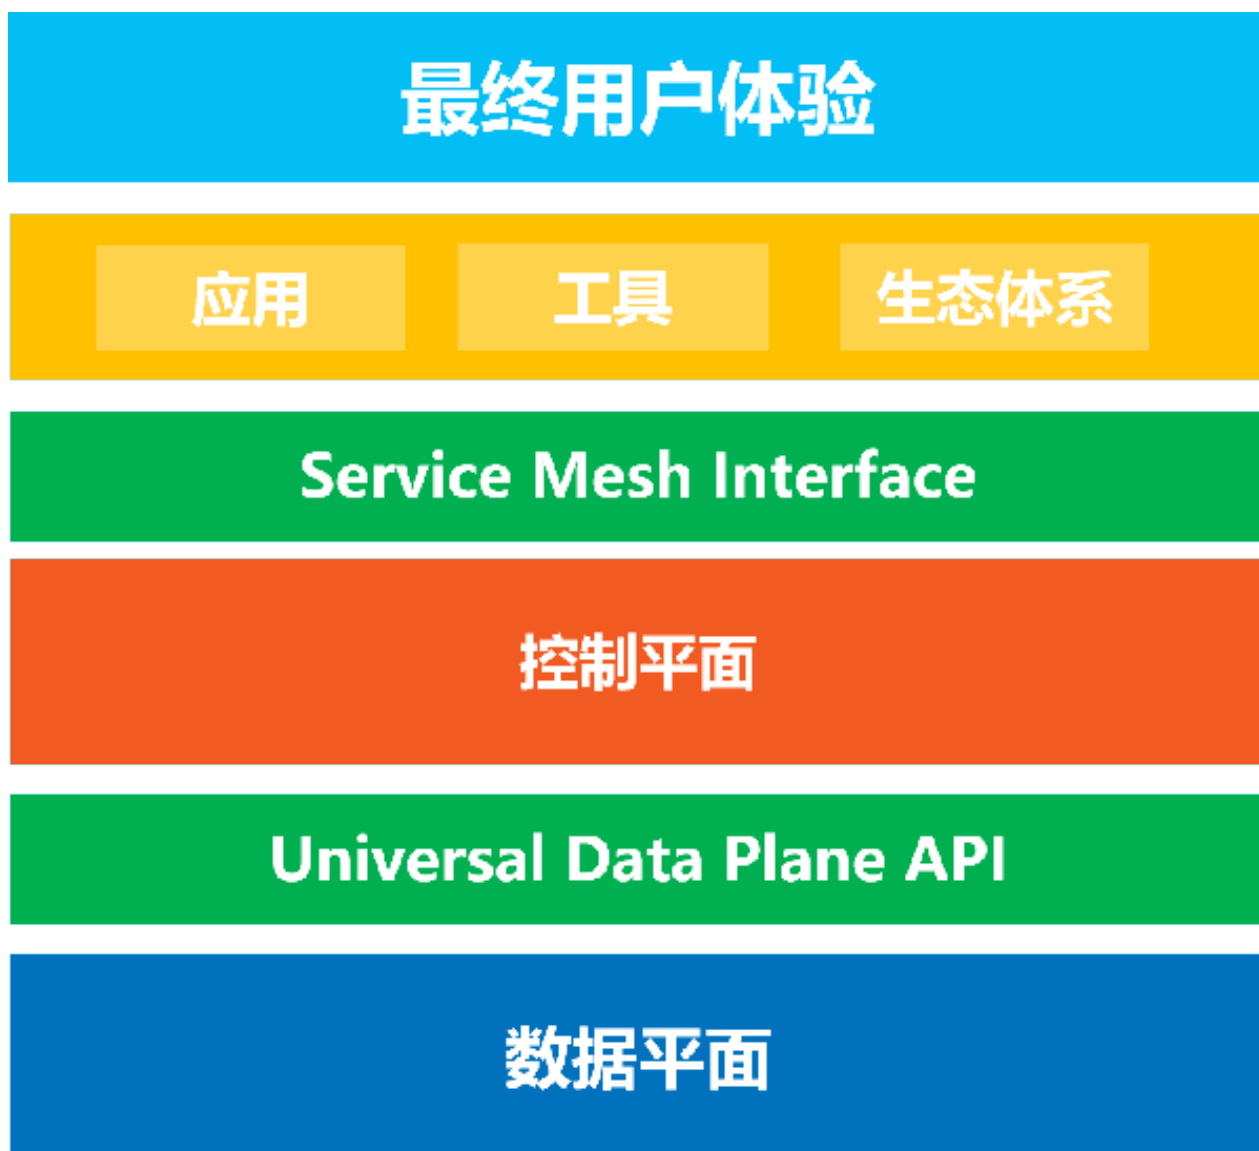 最终用户体验
应用 工具 生态体系
Service Mesh Interface
控制平面
Universal Data Plane API
数据平面